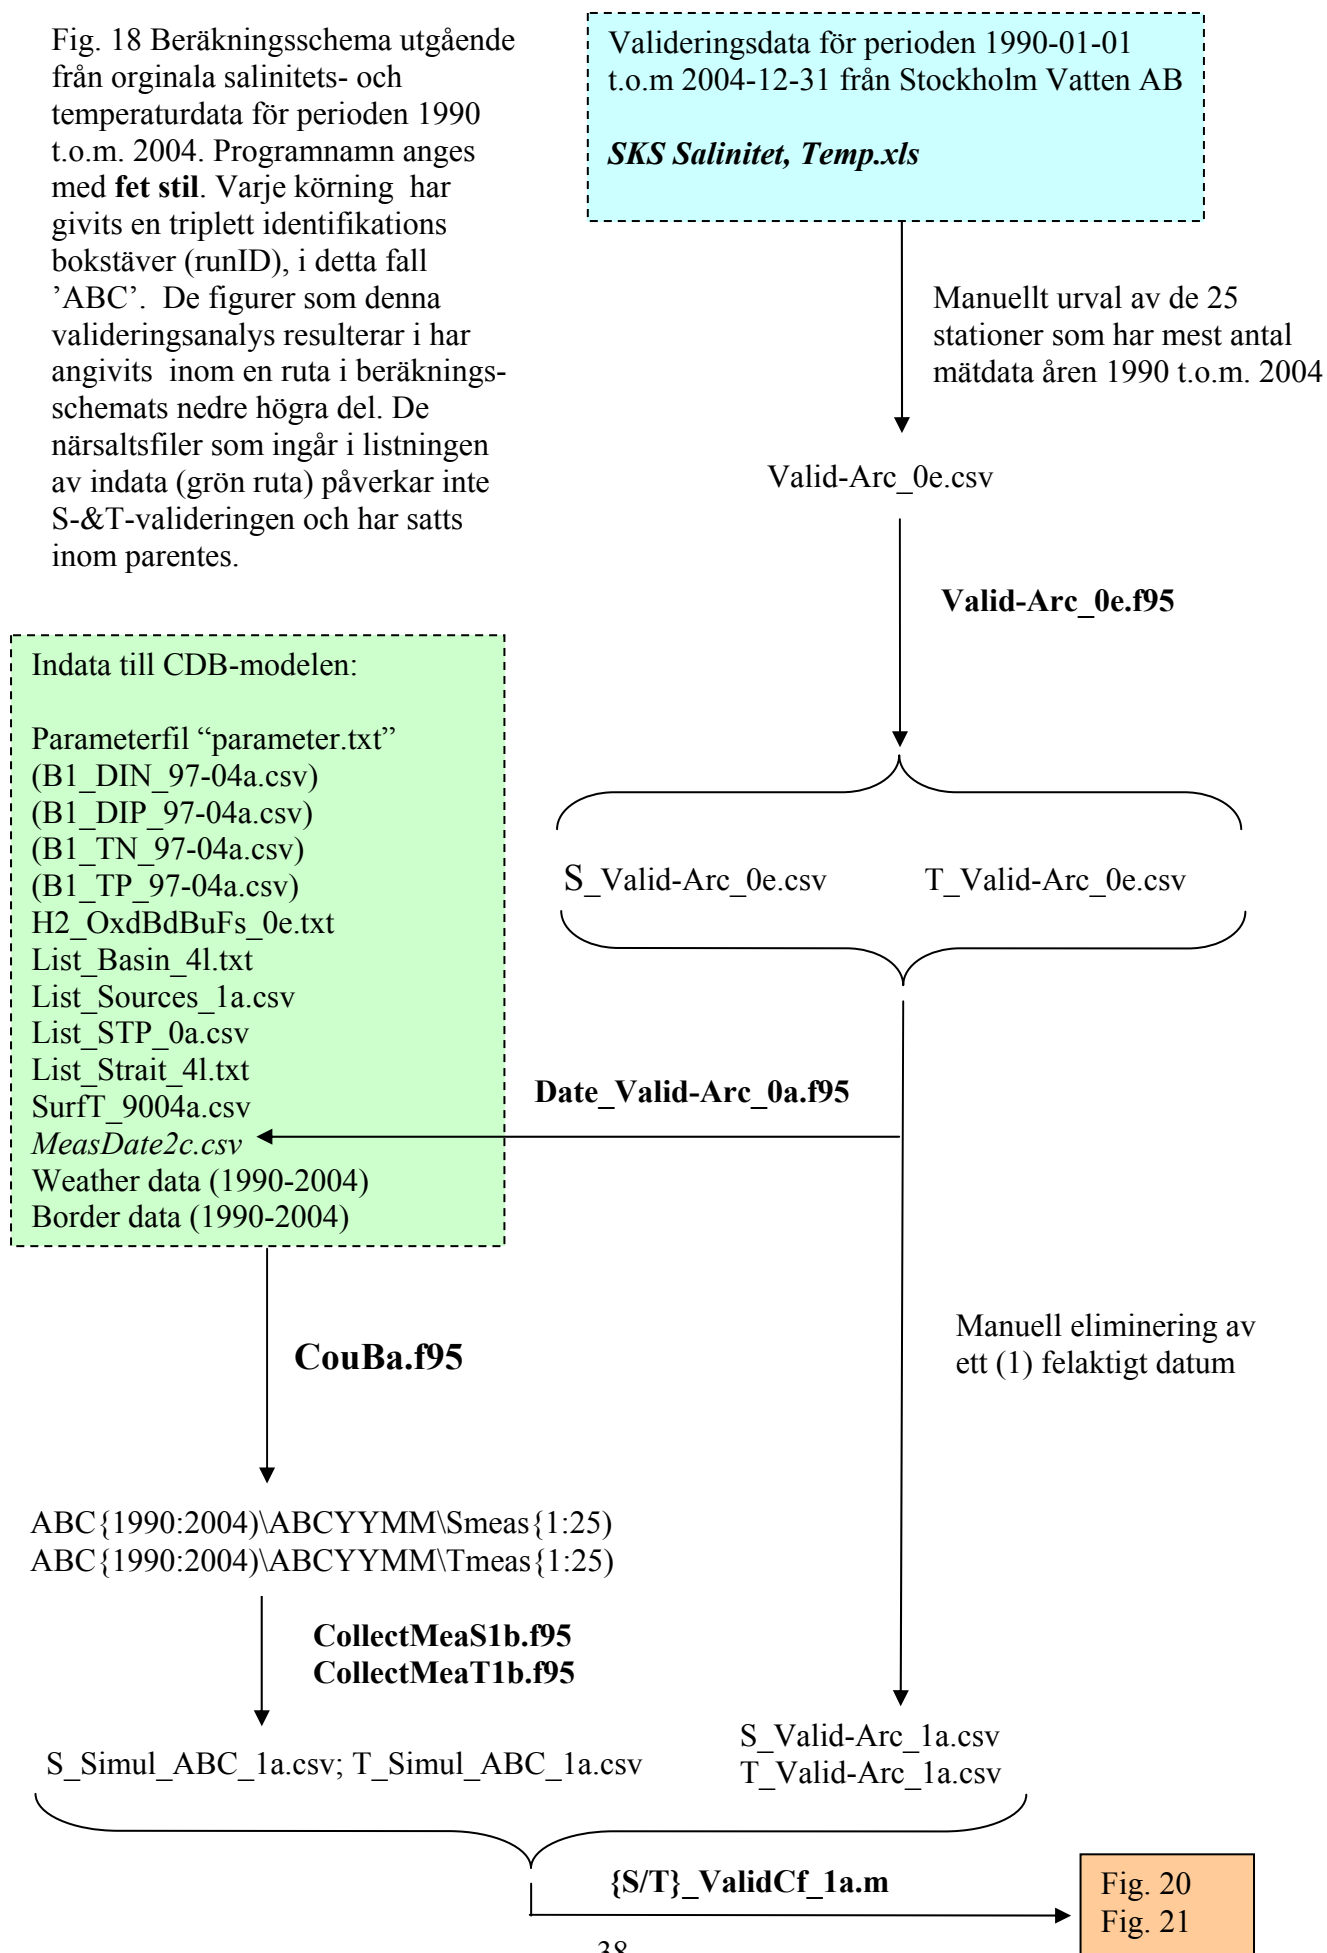 Fig. 18 Beräkningsschema utgående
från orginala salinitets- och
temperaturdata för perioden 1990
t.o.m. 2004. Programnamn anges
med fet stil. Varje körning  har
givits en triplett identifikations
bokstäver (runID), i detta fall
’ABC’.  De figurer som denna
valideringsanalys resulterar i har
angivits  inom en ruta i beräknings-
schemats nedre högra del. De
närsaltsfiler som ingår i listningen
av indata (grön ruta) påverkar inte
S-&T-valideringen och har satts
inom parentes.
Valideringsdata för perioden 1990-01-01
t.o.m 2004-12-31 från Stockholm Vatten AB
SKS Salinitet, Temp.xls
Manuellt urval av de 25
stationer som har mest antal
mätdata åren 1990 t.o.m. 2004
Valid-Arc_0e.csv
Valid-Arc_0e.f95
S_Valid-Arc_0e.csv
T_Valid-Arc_0e.csv
Indata till CDB-modelen:
Parameterfil “parameter.txt”
(B1_DIN_97-04a.csv)
(B1_DIP_97-04a.csv)
(B1_TN_97-04a.csv)
(B1_TP_97-04a.csv)
H2_OxdBdBuFs_0e.txt
List_Basin_4l.txt
List_Sources_1a.csv
List_STP_0a.csv
List_Strait_4l.txt
SurfT_9004a.csv
MeasDate2c.csv
Weather data (1990-2004)
Border data (1990-2004)
Date_Valid-Arc_0a.f95
CouBa.f95
Manuell eliminering av
ett (1) felaktigt datum
ABC{1990:2004)\ABCYYMM\Smeas{1:25)
ABC{1990:2004)\ABCYYMM\Tmeas{1:25)
CollectMeaS1b.f95
CollectMeaT1b.f95
S_Simul_ABC_1a.csv; T_Simul_ABC_1a.csv
S_Valid-Arc_1a.csv
T_Valid-Arc_1a.csv
{S/T}_ValidCf_1a.m
Fig. 20
Fig. 21
38